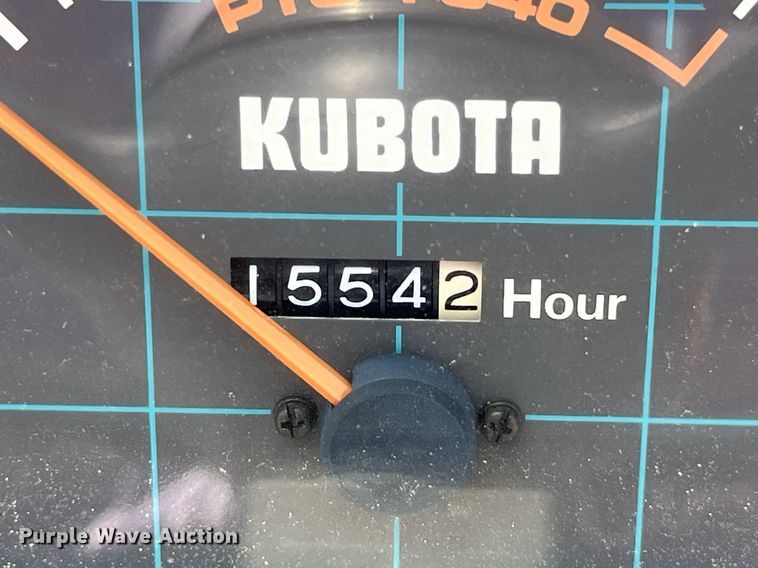 KUBOTA
15542 Hour
Purple Wave Auction